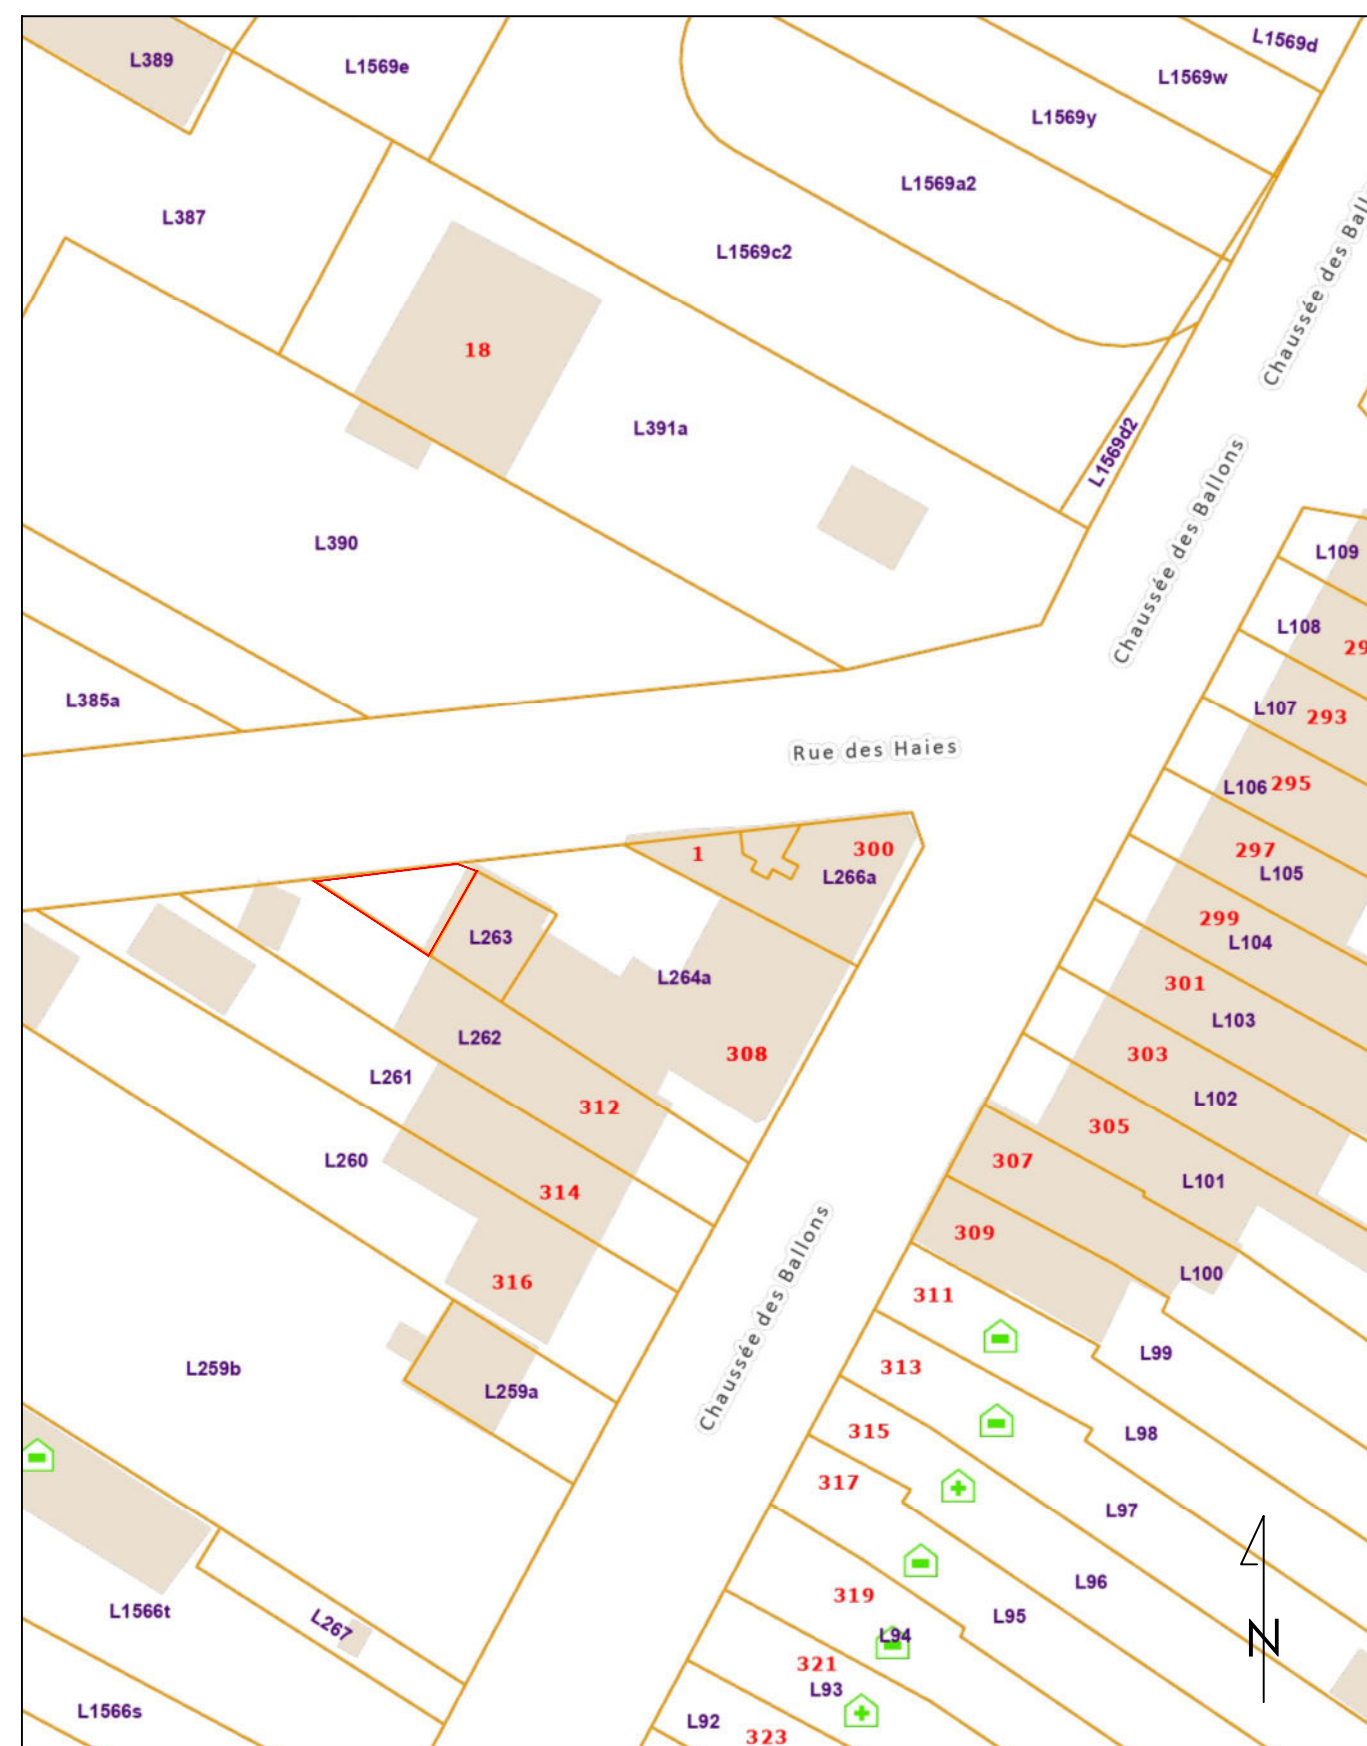 L1569d
L389
L1569e
L1569w
L1569y
L1569a2
L387
L1569c2
Chaussée des Ball
18
L391a
L1569d2
L390
Chaussée des Ballons
L109
L108
29
L385a
L107
293
Rue des Haies
L106
295
1
300
297
L266a
L105
299
L263
L104
L264a
301
L262
L103
308
303
L261
312
L102
305
L260
307
314
L101
309
316
L100
311
Chaussée des Ballons
L99
L259b
313
L259a
315
L98
317
L97
L96
319
L1566t
L267
L95
L94
N
321
L93
L1566s
L92
323